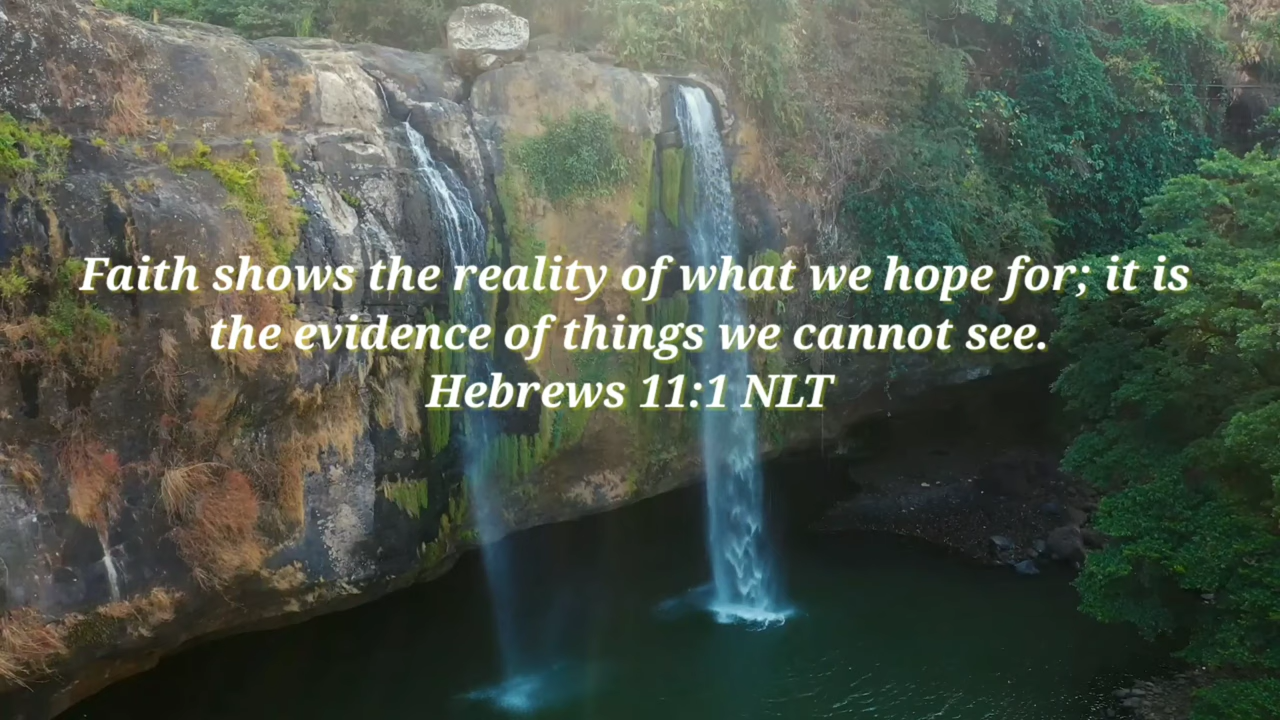 Faith shows the reality of what we hope for; it is
the evidence of things we cannot see.
Hebrews 11:1 NLT